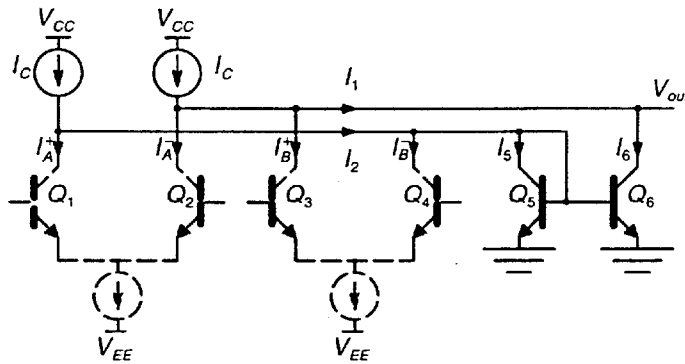 V_CC V_CC
I_C I_C I_1 V_ou
I_A^+ I_A^- I_B^+ I_2 I_B^- I_5 I_6
Q_1 Q_2 Q_3 Q_4 Q_5 Q_6
V_EE V_EE